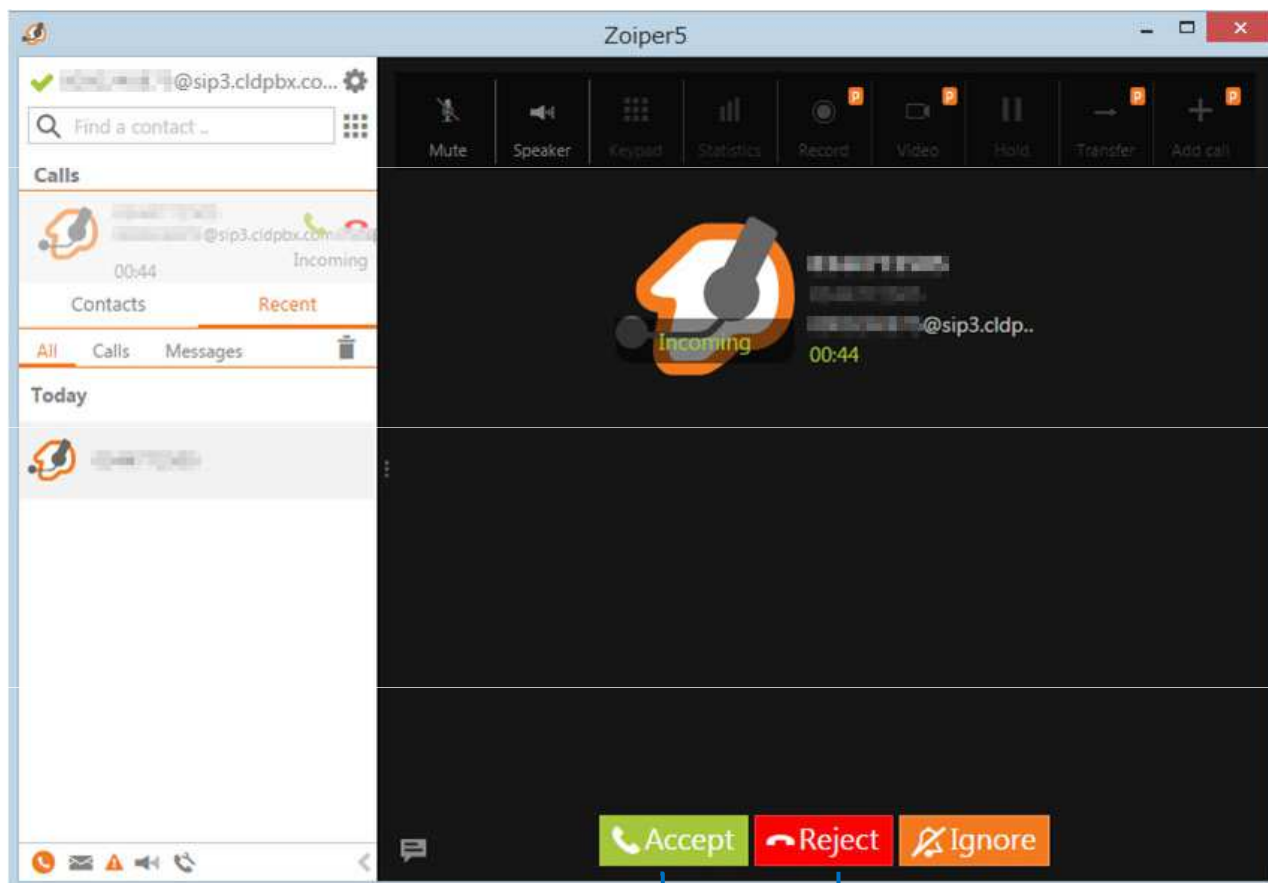 Zoiper5
@sip3.cldpbx.co...
Find a contact ..
Mute Speaker Keypad Statistics Record Video Hold Transfer Add call
P P P P
Calls
@sip3.cldpbx.com
00:44 Incoming
Contacts Recent
All Calls Messages
Today
Incoming
@sip3.cldp..
00:44
Accept Reject Ignore